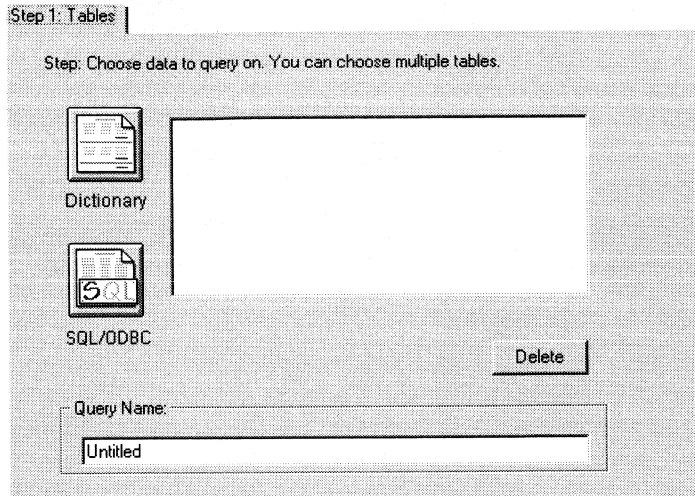 Step 1: Tables
Step: Choose data to query on. You can choose multiple tables.
Dictionary
SQL
SQL/ODBC
Delete
Query Name:
Untitled